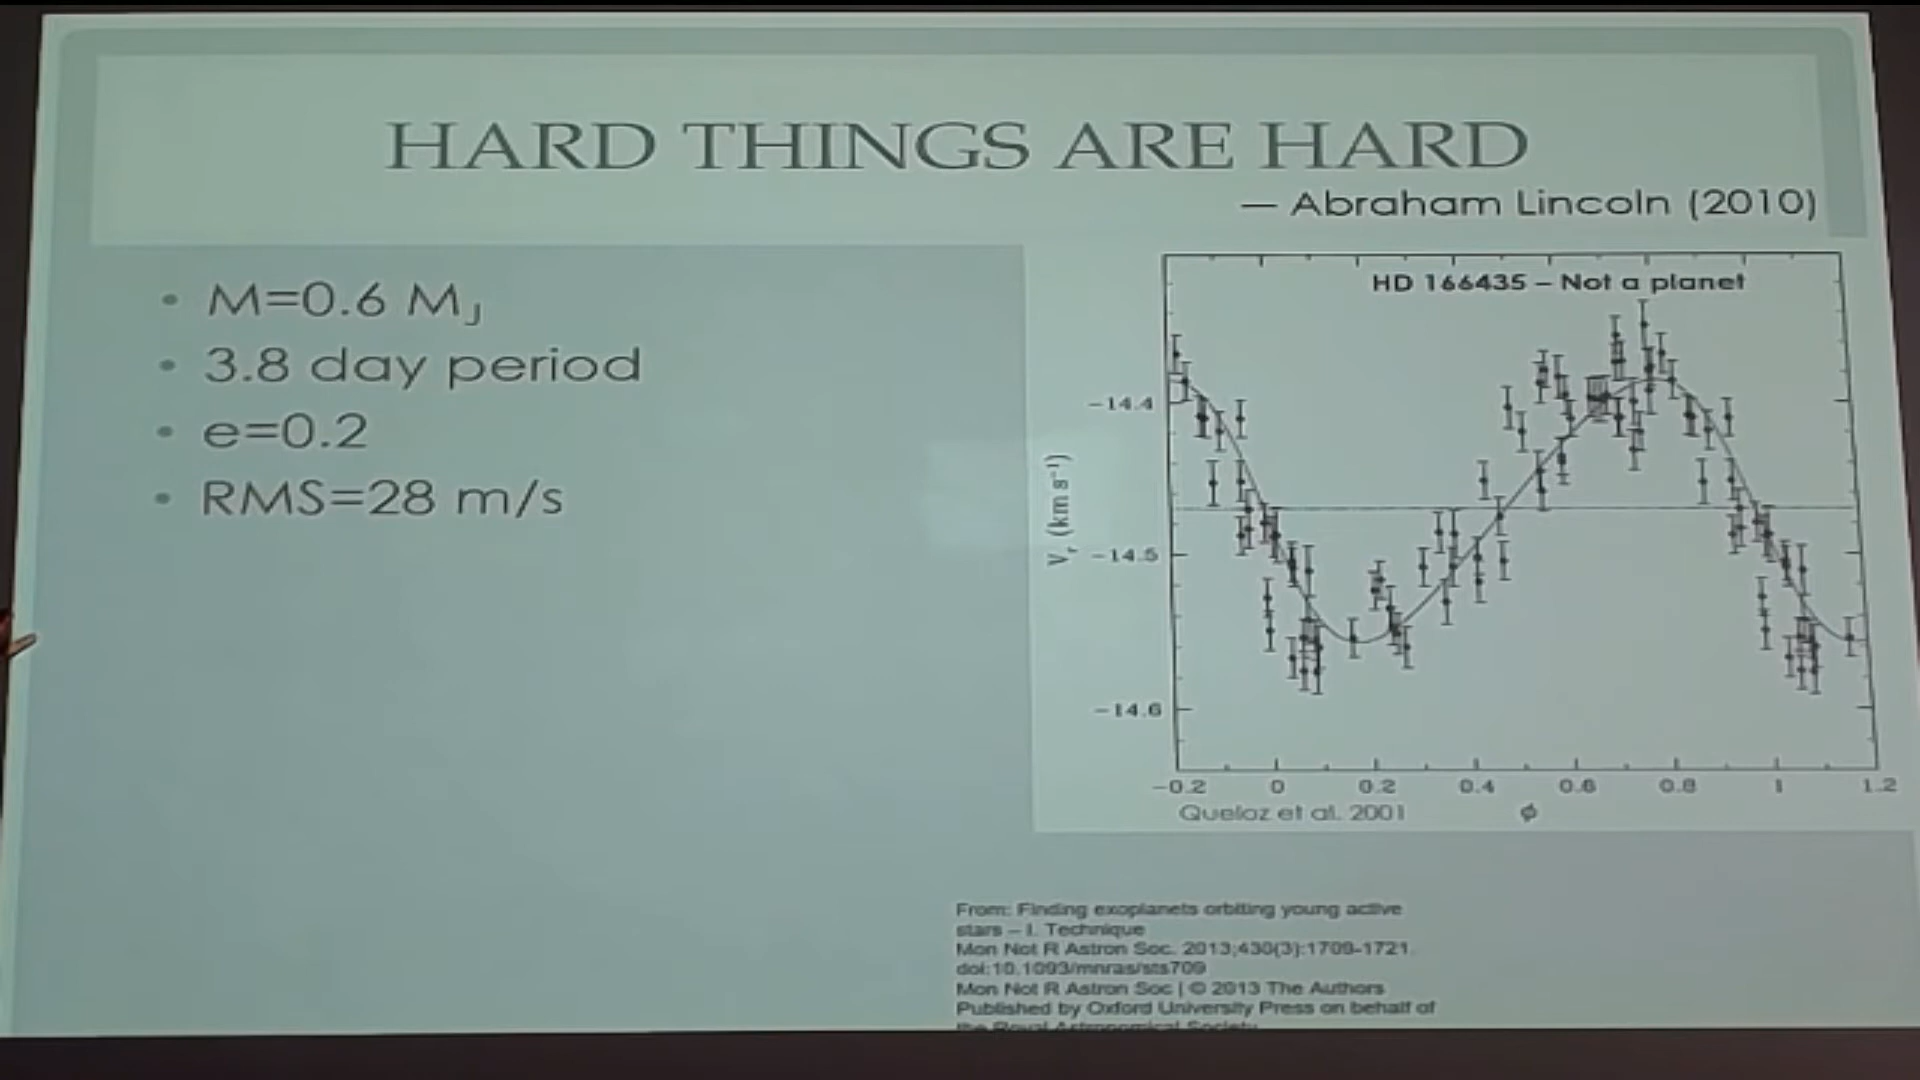 HARD THINGS ARE HARD
— Abraham Lincoln (2010)
• M=0.6 MJ
• 3.8 day period
• e=0.2
• RMS=28 m/s
HD 166435 – Not a planet
−14.4
−14.5
−14.6
Vr (km s⁻¹)
−0.2 0 0.2 0.4 0.6 0.8 1 1.2
ϕ
Queloz et al. 2001
From: Finding exoplanets orbiting young active
stars – I. Technique
Mon Not R Astron Soc. 2013;430(3):1709-1721.
doi:10.1093/mnras/sts709
Mon Not R Astron Soc | © 2013 The Authors
Published by Oxford University Press on behalf of
the Royal Astronomical Society